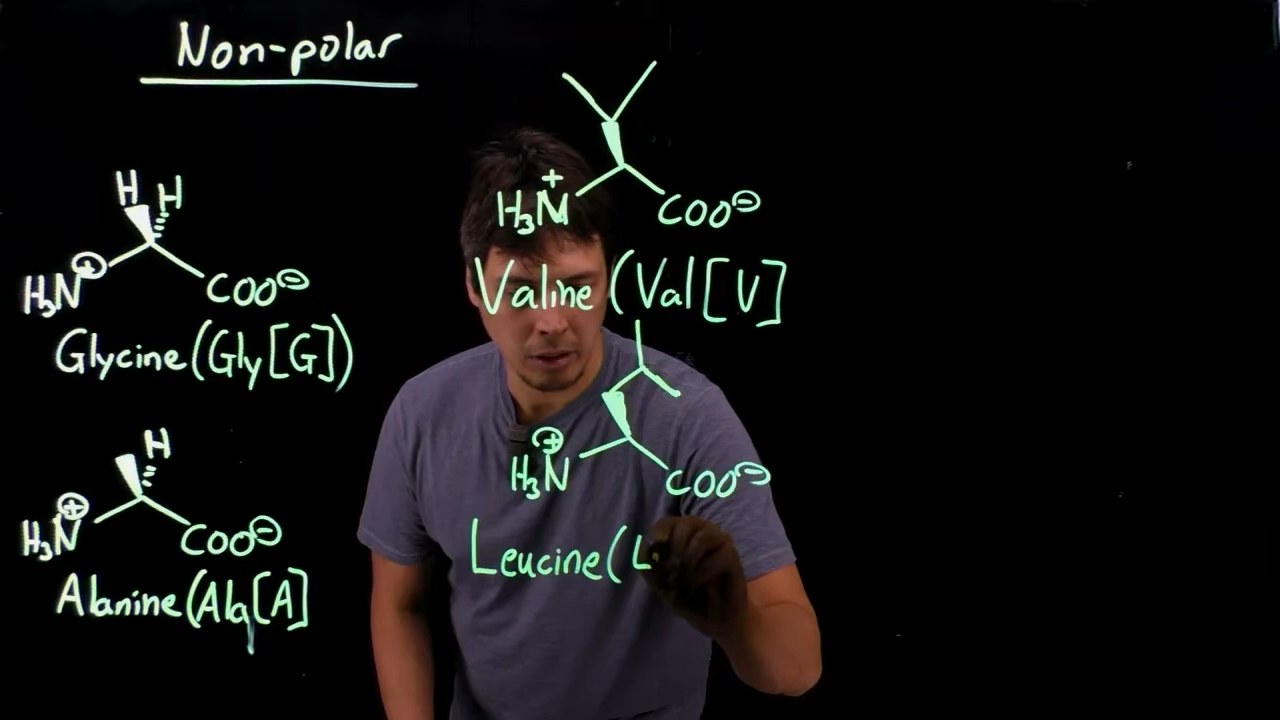 Non-polar
H H
H₃N⊕ COO⊖
Glycine (Gly [G])
H
H₃N⊕ COO⊖
Alanine (Ala [A]
H₃N+ COO⊖
Valine (Val [V]
H₃N⊕ COO⊖
Leucine (L